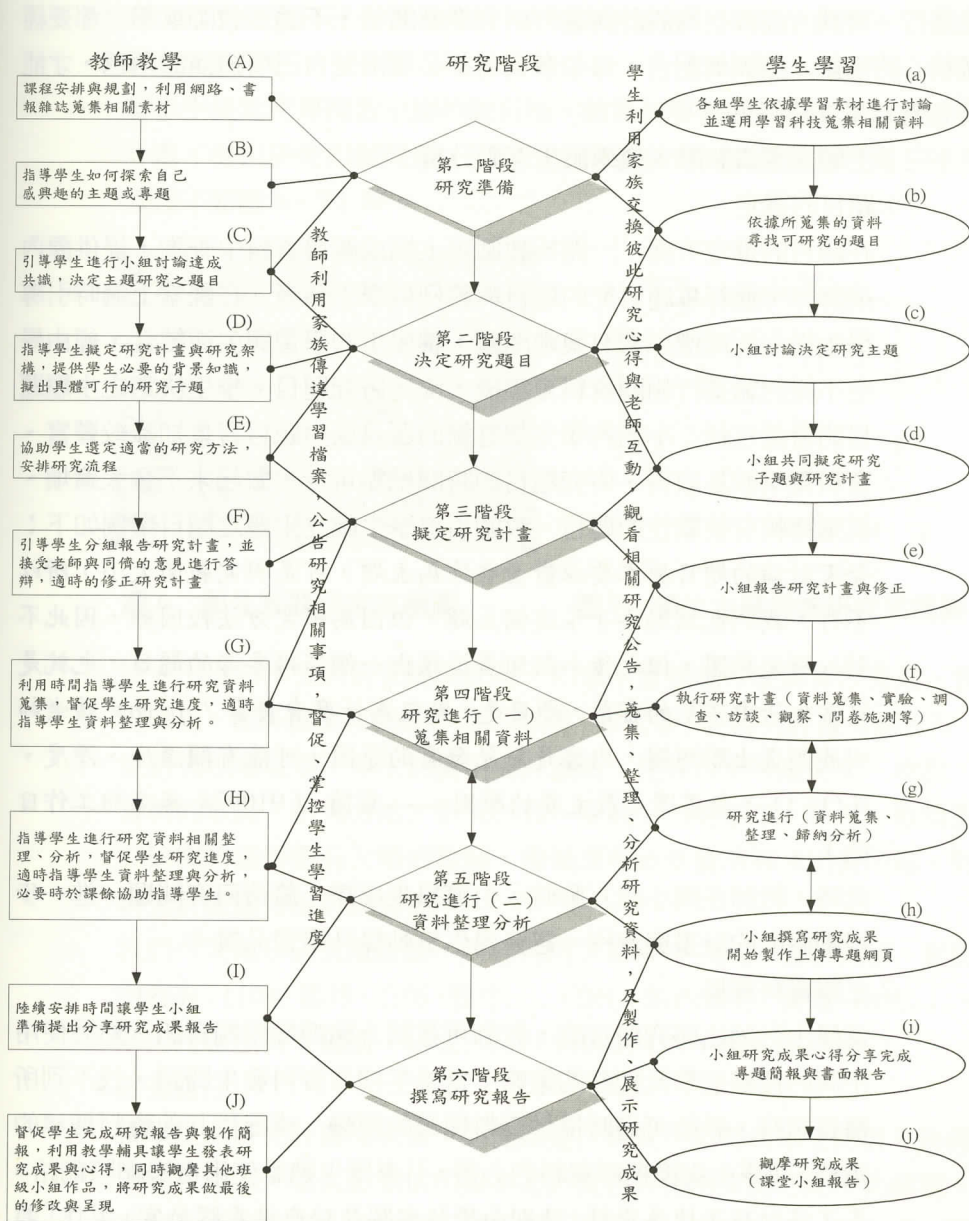 教師教學
(A)
課程安排與規劃，利用網路、書
報雜誌蒐集相關素材
(B)
指導學生如何探索自己
感興趣的主題或專題
(C)
引導學生進行小組討論達成
共識，決定主題研究之題目
(D)
指導學生擬定研究計畫與研究架
構，提供學生必要的背景知識，
擬出具體可行的研究子題
(E)
協助學生選定適當的研究方法，
安排研究流程
(F)
引導學生分組報告研究計畫，並
接受老師與同儕的意見進行答
辯，適時的修正研究計畫
(G)
利用時間指導學生進行研究資料
蒐集，督促學生研究進度，適時
指導學生資料整理與分析。
(H)
指導學生進行研究資料相關整
理、分析，督促學生研究進度，
適時指導學生資料整理與分析，
必要時於課餘協助指導學生。
(I)
陸續安排時間讓學生小組
準備提出分享研究成果報告
(J)
督促學生完成研究報告與製作簡
報，利用教學輔具讓學生發表研
究成果與心得，同時觀摩其他班
級小組作品，將研究成果做最後
的修改與呈現
教師利用家族傳達學習檔案，公告研究相關事項，督促、掌控學生學習進度
研究階段
第一階段
研究準備
第二階段
決定研究題目
第三階段
擬定研究計畫
第四階段
研究進行（一）
蒐集相關資料
第五階段
研究進行（二）
資料整理分析
第六階段
撰寫研究報告
學生利用家族交換彼此研究心得與老師互動，觀看相關研究公告，蒐集、整理、分析研究資料，及製作、展示研究成果
學生學習
(a)
各組學生依據學習素材進行討論
並運用學習科技蒐集相關資料
(b)
依據所蒐集的資料
尋找可研究的題目
(c)
小組討論決定研究主題
(d)
小組共同擬定研究
子題與研究計畫
(e)
小組報告研究計畫與修正
(f)
執行研究計畫（資料蒐集、實驗、調
查、訪談、觀察、問卷施測等）
(g)
研究進行（資料蒐集、
整理、歸納分析）
(h)
小組撰寫研究成果
開始製作上傳專題網頁
(i)
小組研究成果心得分享完成
專題簡報與書面報告
(j)
觀摩研究成果
（課堂小組報告）